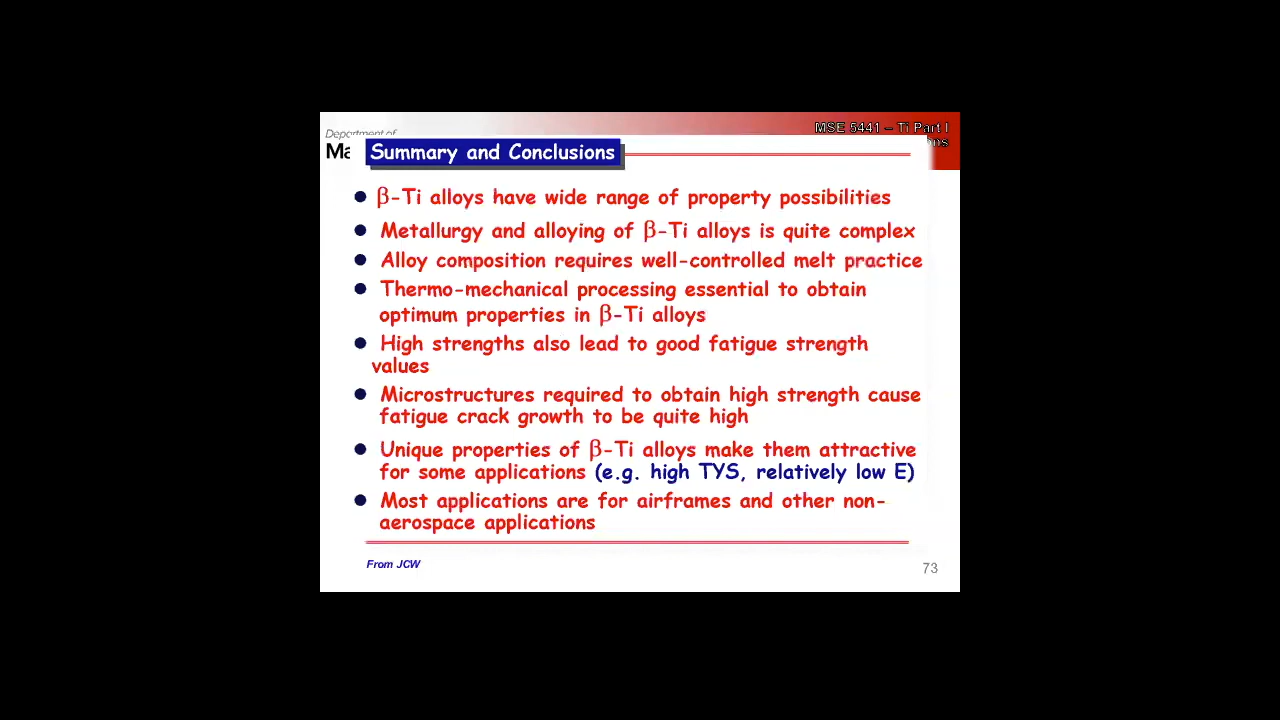 Department of
MSE 5441 – Ti Part I
Ma
ons
Summary and Conclusions
● β-Ti alloys have wide range of property possibilities
● Metallurgy and alloying of β-Ti alloys is quite complex
● Alloy composition requires well-controlled melt practice
● Thermo-mechanical processing essential to obtain
optimum properties in β-Ti alloys
● High strengths also lead to good fatigue strength
values
● Microstructures required to obtain high strength cause
fatigue crack growth to be quite high
● Unique properties of β-Ti alloys make them attractive
for some applications (e.g. high TYS, relatively low E)
● Most applications are for airframes and other non-
aerospace applications
From JCW
73